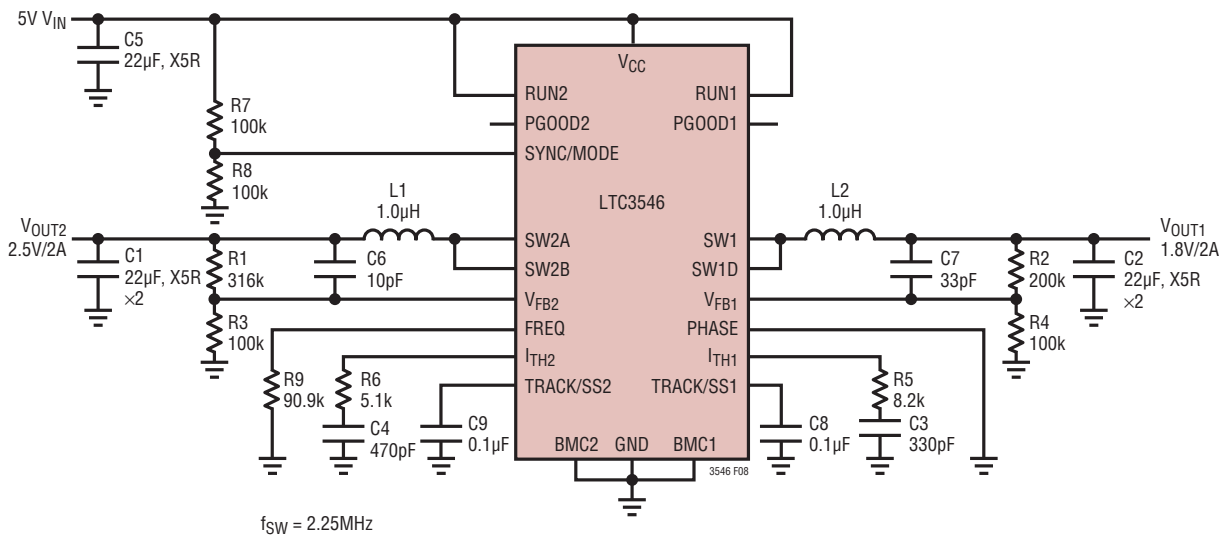 5V VIN
C5
22µF, X5R
R7
100k
R8
100k
VCC
RUN2
RUN1
PGOOD2
PGOOD1
SYNC/MODE
LTC3546
L1
1.0µH
L2
1.0µH
VOUT2
2.5V/2A
C1
22µF, X5R
×2
R1
316k
C6
10pF
SW2A
SW2B
SW1
SW1D
C7
33pF
R2
200k
C2
22µF, X5R
×2
VOUT1
1.8V/2A
VFB2
VFB1
R3
100k
R4
100k
FREQ
PHASE
ITH2
ITH1
R9
90.9k
R6
5.1k
TRACK/SS2
TRACK/SS1
R5
8.2k
C4
470pF
C9
0.1µF
C8
0.1µF
C3
330pF
BMC2
GND
BMC1
3546 F08
fSW = 2.25MHz